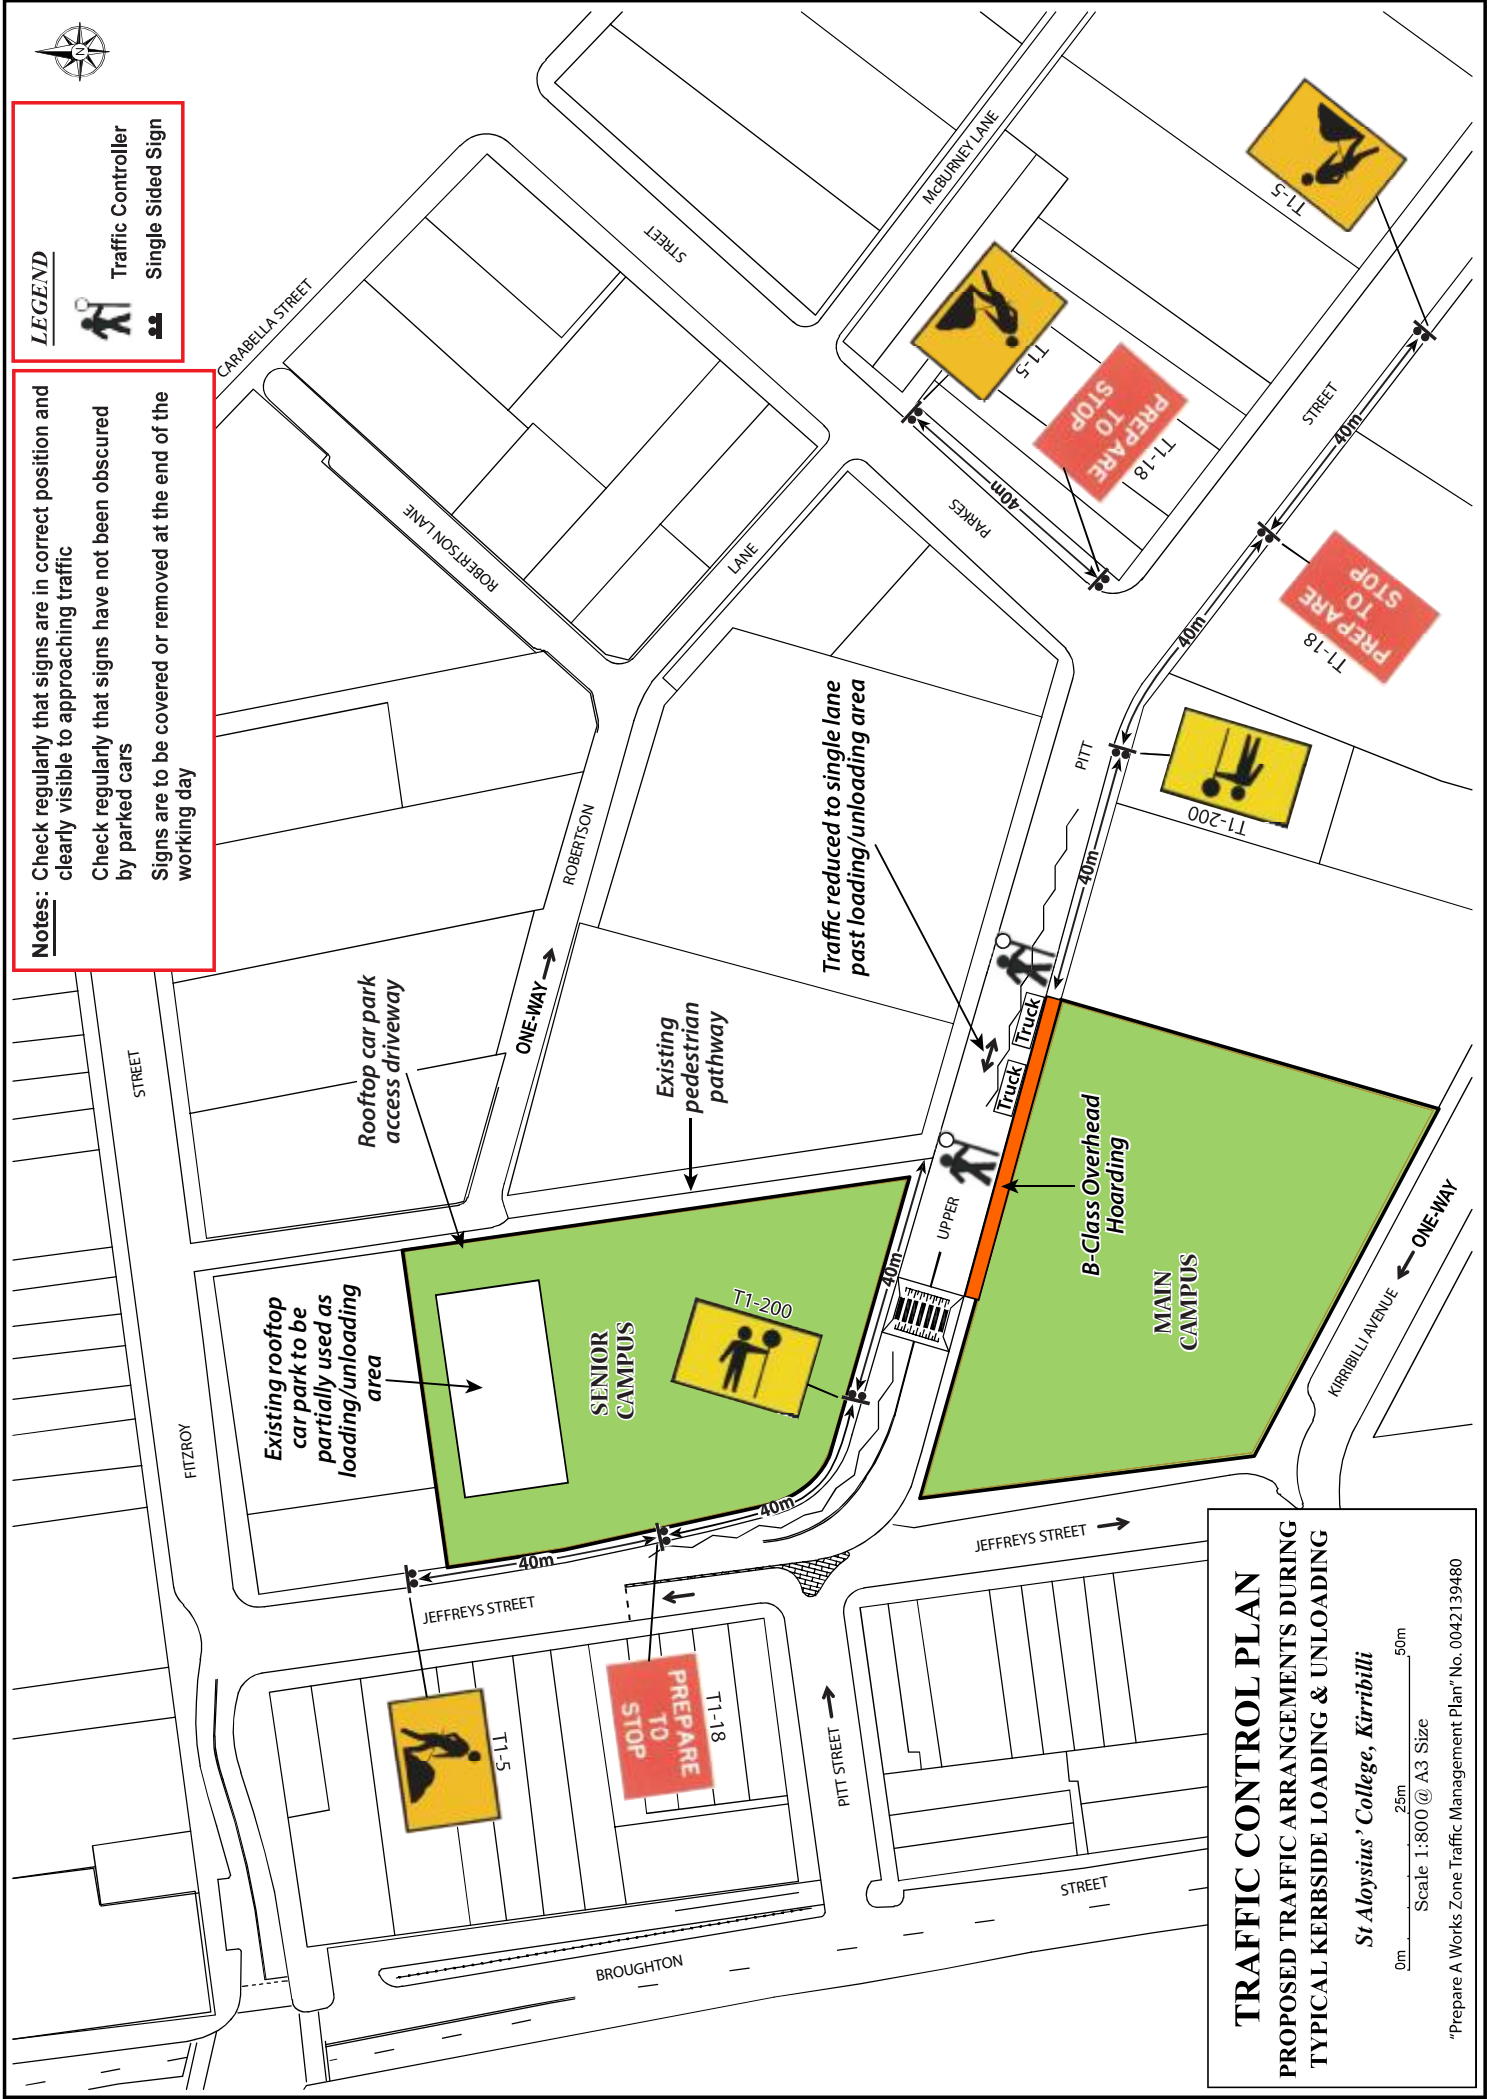 LEGEND
Traffic Controller
Single Sided Sign
Notes: Check regularly that signs are in correct position and
clearly visible to approaching traffic
Check regularly that signs have not been obscured
by parked cars
Signs are to be covered or removed at the end of the
working day
N
CARABELLA STREET
STREET
McBURNEY LANE
ROBERTSON LANE
LANE
PARKES
STREET
PITT
ROBERTSON
ONE-WAY
STREET
FITZROY
UPPER
JEFFREYS STREET
JEFFREYS STREET
PITT STREET
BROUGHTON
STREET
KIRRIBILLI AVENUE
ONE-WAY
T1-5
T1-5
PREPARE
TO
STOP
T1-18
40m
40m
PREPARE
TO
STOP
T1-18
40m
T1-200
40m
Traffic reduced to single lane
past loading/unloading area
Truck
Truck
Rooftop car park
access driveway
Existing
pedestrian
pathway
Existing rooftop
car park to be
partially used as
loading/unloading
area
SENIOR
CAMPUS
T1-200
40m
40m
40m
B-Class Overhead
Hoarding
MAIN
CAMPUS
T1-5
PREPARE
TO
STOP
T1-18
TRAFFIC CONTROL PLAN
PROPOSED TRAFFIC ARRANGEMENTS DURING
TYPICAL KERBSIDE LOADING & UNLOADING
St Aloysius' College, Kirribilli
0m 25m 50m
Scale 1:800 @ A3 Size
"Prepare A Works Zone Traffic Management Plan" No. 0042139480